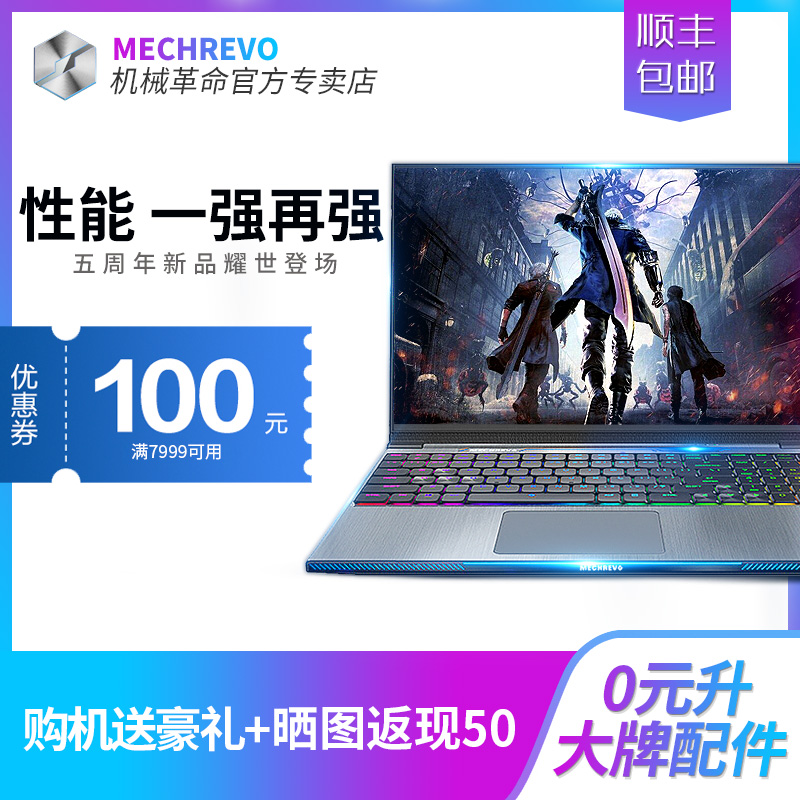 MECHREVO
机械革命官方专卖店
顺丰
包邮
性能 一强再强
五周年新品耀世登场
优惠券
100元
满7999可用
MECHREVO
购机送豪礼+晒图返现50
0元升
大牌配件